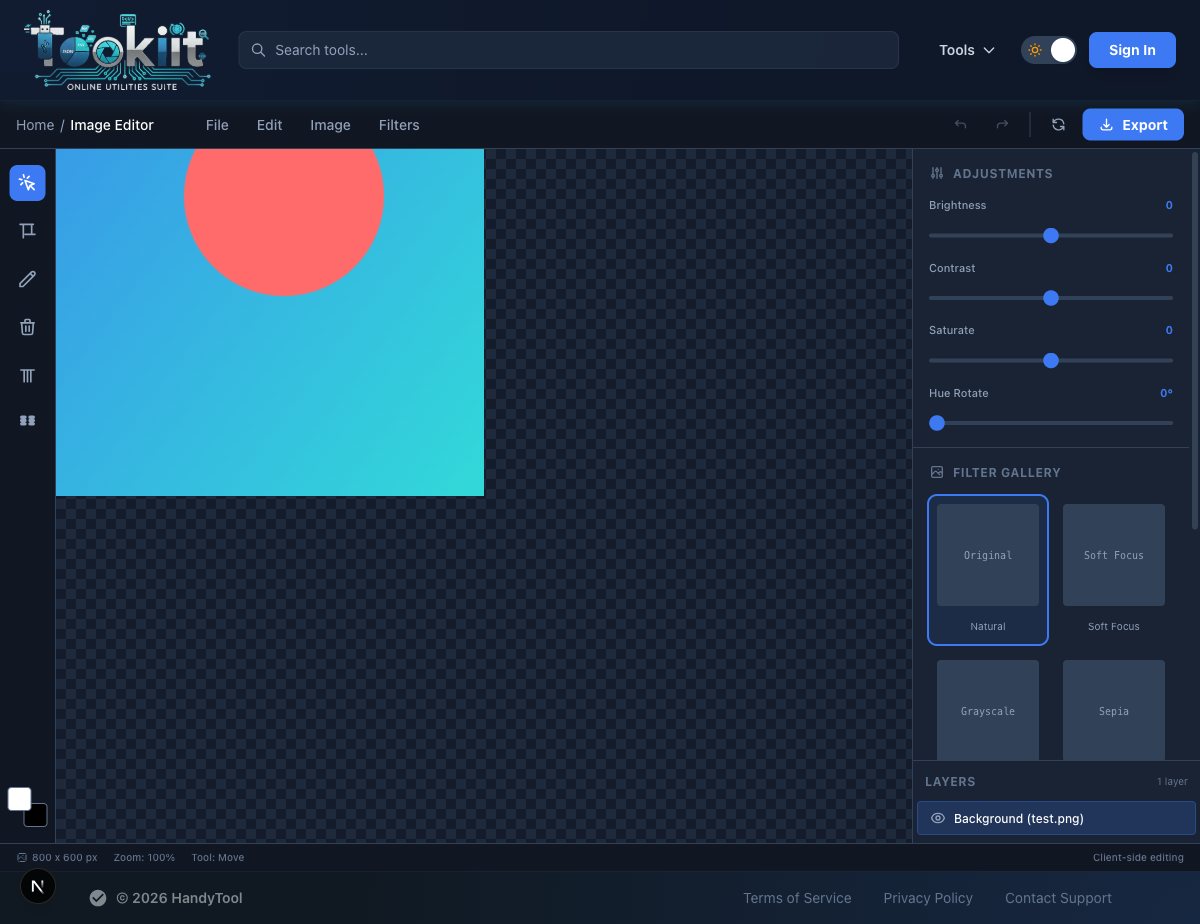 Tookiit
ONLINE UTILITIES SUITE
Search tools...
Tools
Sign In
Home / Image Editor
File
Edit
Image
Filters
Export
ADJUSTMENTS
Brightness 0
Contrast 0
Saturate 0
Hue Rotate 0°
FILTER GALLERY
Original
Soft Focus
Natural
Soft Focus
Grayscale
Sepia
LAYERS
1 layer
Background (test.png)
800 x 600 px
Zoom: 100%
Tool: Move
Client-side editing
N
© 2026 HandyTool
Terms of Service
Privacy Policy
Contact Support